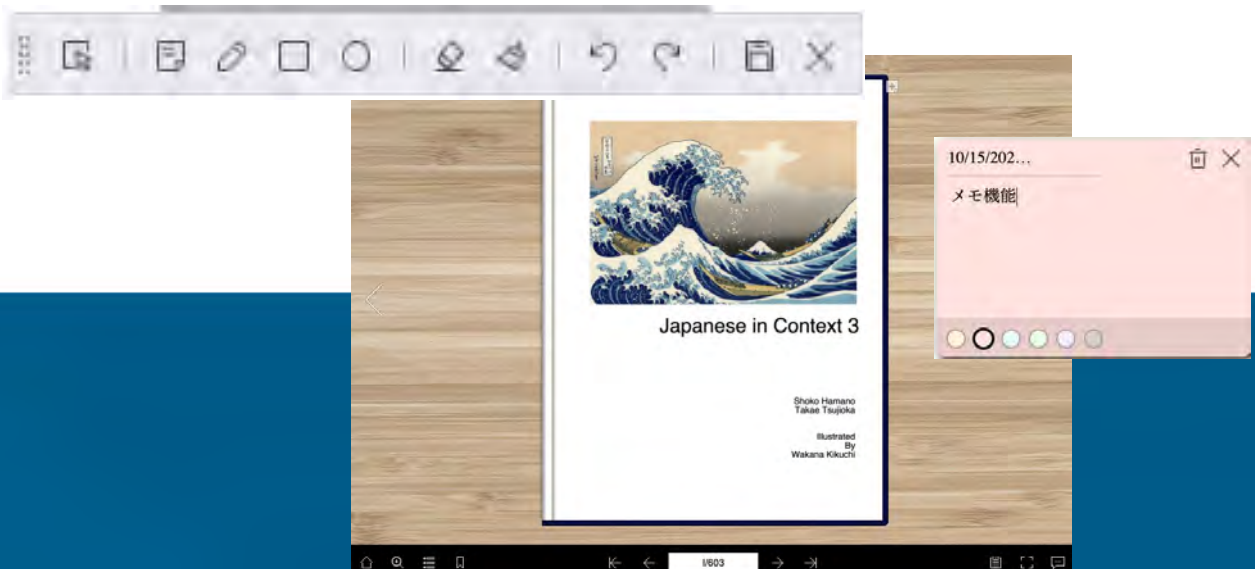 10/15/202…
メモ機能
Japanese in Context 3
Shoko Hamano
Takae Tsujioka
Illustrated
By
Wakana Kikuchi
I/603